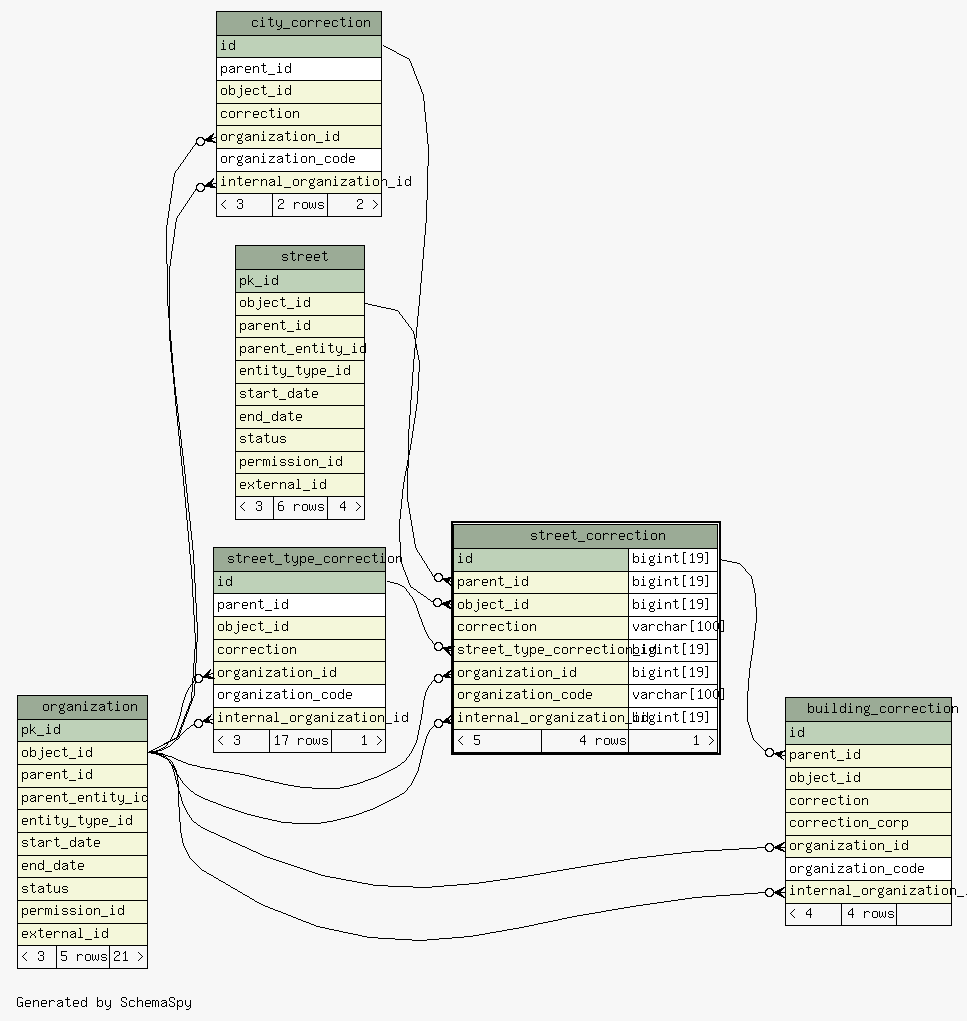 city_correction
id
parent_id
object_id
correction
organization_id
organization_code
internal_organization_id
< 3 2 rows 2 >
street
pk_id
object_id
parent_id
parent_entity_id
entity_type_id
start_date
end_date
status
permission_id
external_id
< 3 6 rows 4 >
street_type_correction
id
parent_id
object_id
correction
organization_id
organization_code
internal_organization_id
< 3 17 rows 1 >
street_correction
id bigint[19]
parent_id bigint[19]
object_id bigint[19]
correction varchar[100]
street_type_correction_id bigint[19]
organization_id bigint[19]
organization_code varchar[100]
internal_organization_id bigint[19]
< 5 4 rows 1 >
organization
pk_id
object_id
parent_id
parent_entity_id
entity_type_id
start_date
end_date
status
permission_id
external_id
< 3 5 rows 21 >
building_correction
id
parent_id
object_id
correction
correction_corp
organization_id
organization_code
internal_organization_
< 4 4 rows
Generated by SchemaSpy